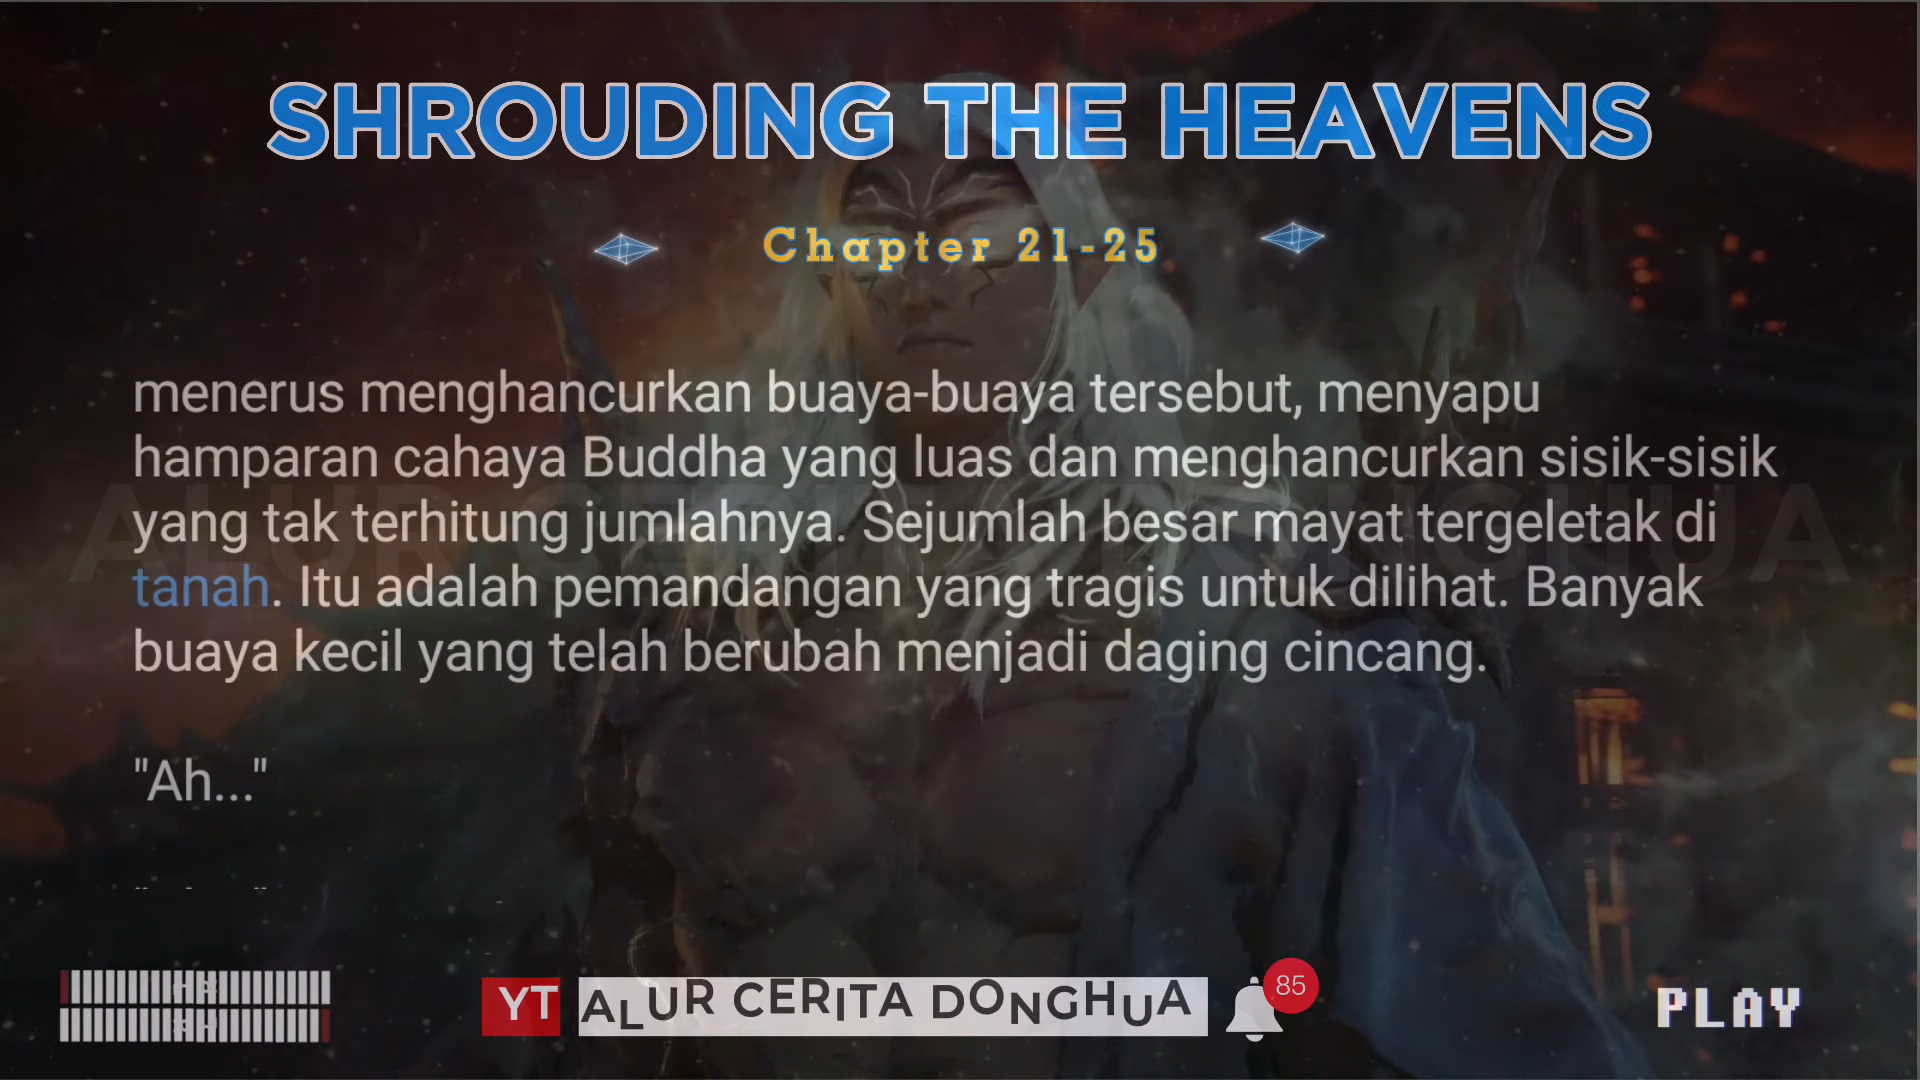 SHROUDING THE HEAVENS
Chapter 21-25
menerus menghancurkan buaya-buaya tersebut, menyapu
hamparan cahaya Buddha yang luas dan menghancurkan sisik-sisik
yang tak terhitung jumlahnya. Sejumlah besar mayat tergeletak di
tanah. Itu adalah pemandangan yang tragis untuk dilihat. Banyak
buaya kecil yang telah berubah menjadi daging cincang.
"Ah..."
YT ALUR CERITA DONGHUA 85
PLAY